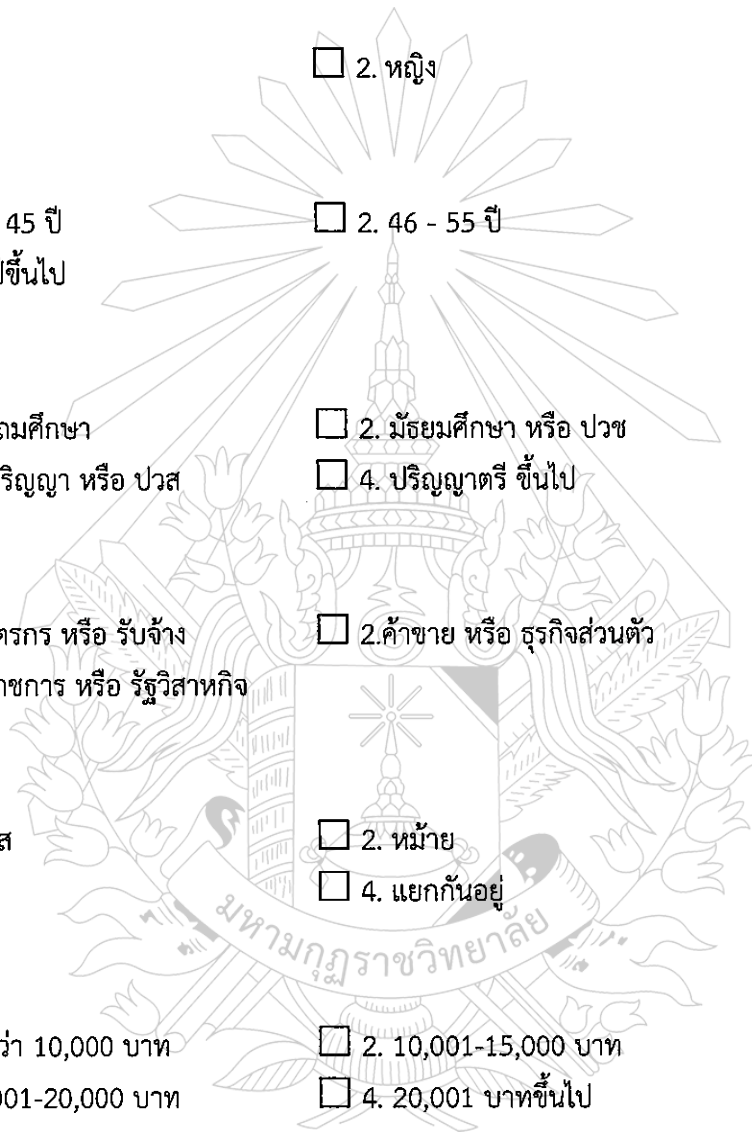 ☐ 2. หญิง
45 ปี ☐ 2. 46 - 55 ปี
ขึ้นไป
ถมศึกษา ☐ 2. มัธยมศึกษา หรือ ปวช
ริญญา หรือ ปวส ☐ 4. ปริญญาตรี ขึ้นไป
ตรกร หรือ รับจ้าง ☐ 2.ค้าขาย หรือ ธุรกิจส่วนตัว
าชการ หรือ รัฐวิสาหกิจ
ส ☐ 2. หม้าย
☐ 4. แยกกันอยู่
มหามกุฏราชวิทยาลัย
ว่า 10,000 บาท ☐ 2. 10,001-15,000 บาท
001-20,000 บาท ☐ 4. 20,001 บาทขึ้นไป